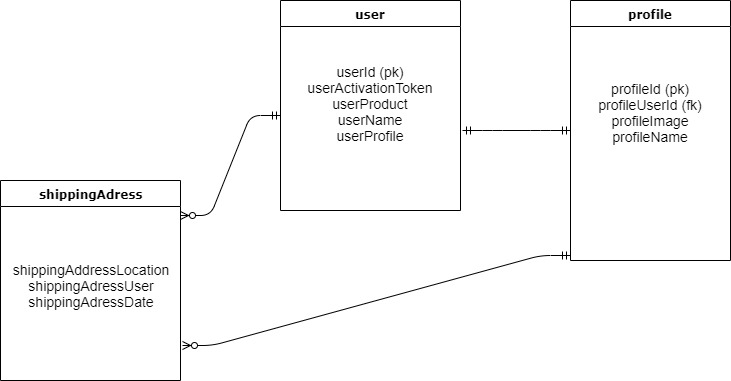 user
userId (pk)
userActivationToken
userProduct
userName
userProfile
profile
profileId (pk)
profileUserId (fk)
profileImage
profileName
shippingAdress
shippingAddressLocation
shippingAdressUser
shippingAdressDate